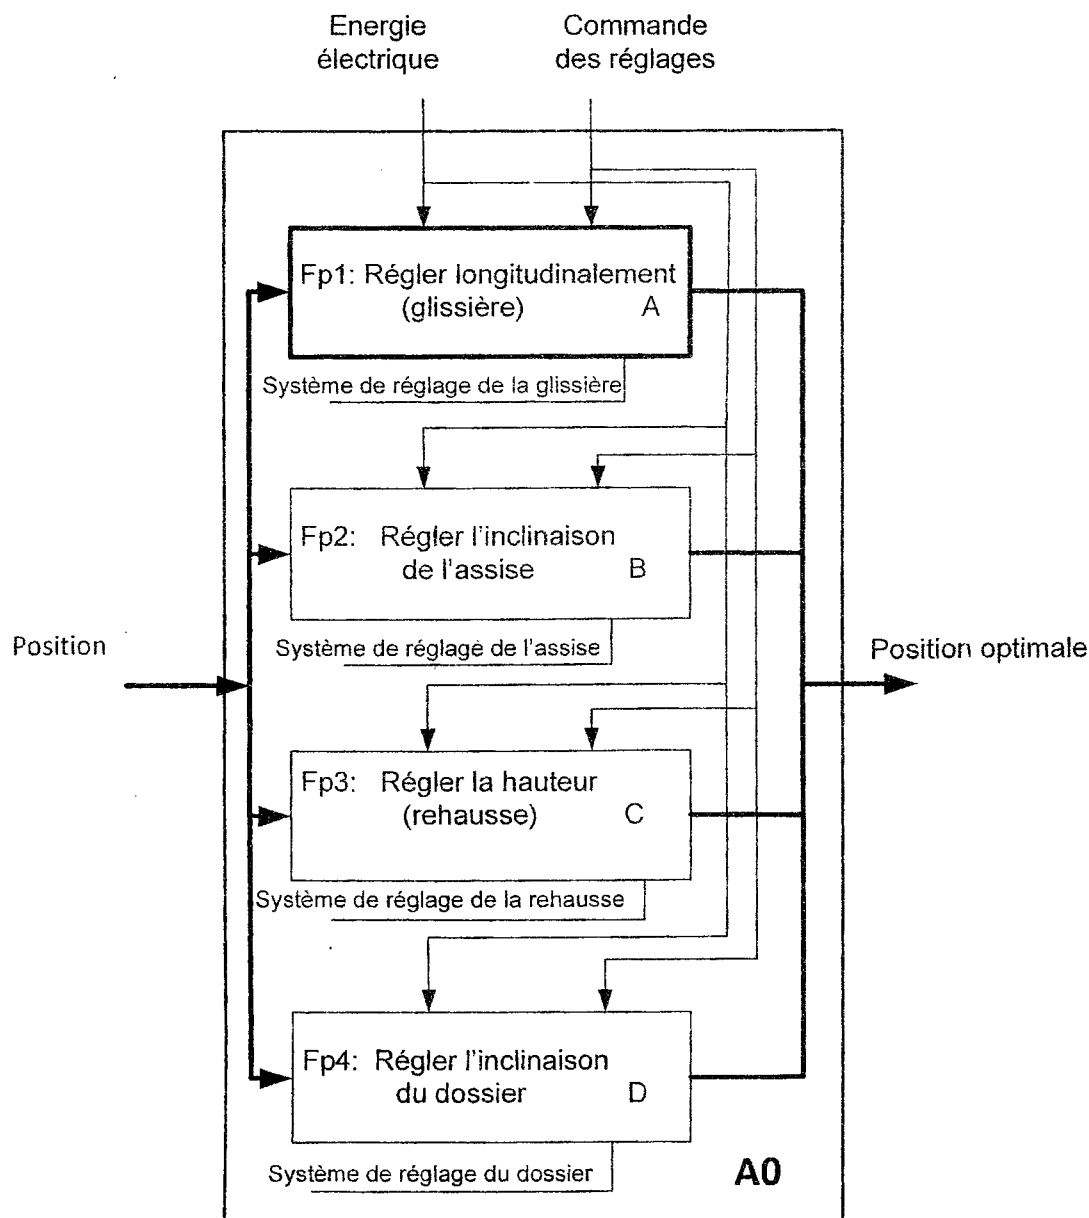 Energie
électrique
Commande
des réglages
Fp1: Régler longitudinalement
(glissière) A
Système de réglage de la glissière
Fp2: Régler l'inclinaison
de l'assise B
Système de réglage de l'assise
Position
Position optimale
Fp3: Régler la hauteur
(rehausse) C
Système de réglage de la rehausse
Fp4: Régler l'inclinaison
du dossier D
Système de réglage du dossier
A0